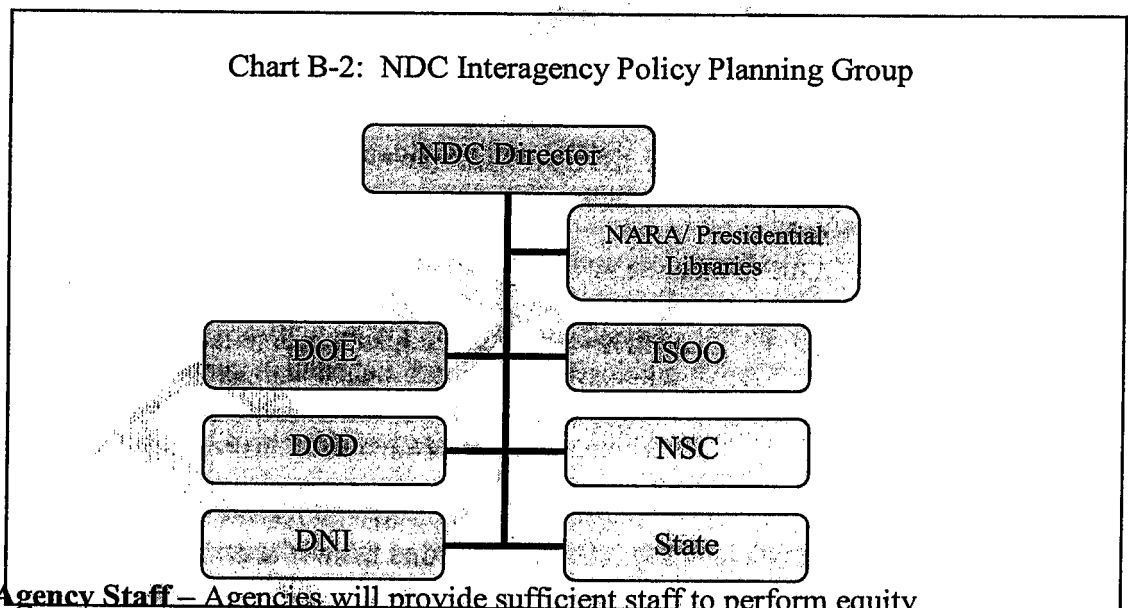 Chart B-2: NDC Interagency Policy Planning Group
NDC Director
NARA/ Presidential
Libraries
DOE
ISOO
DOD
NSC
DNI
State
Agency Staff – Agencies will provide sufficient staff to perform equity